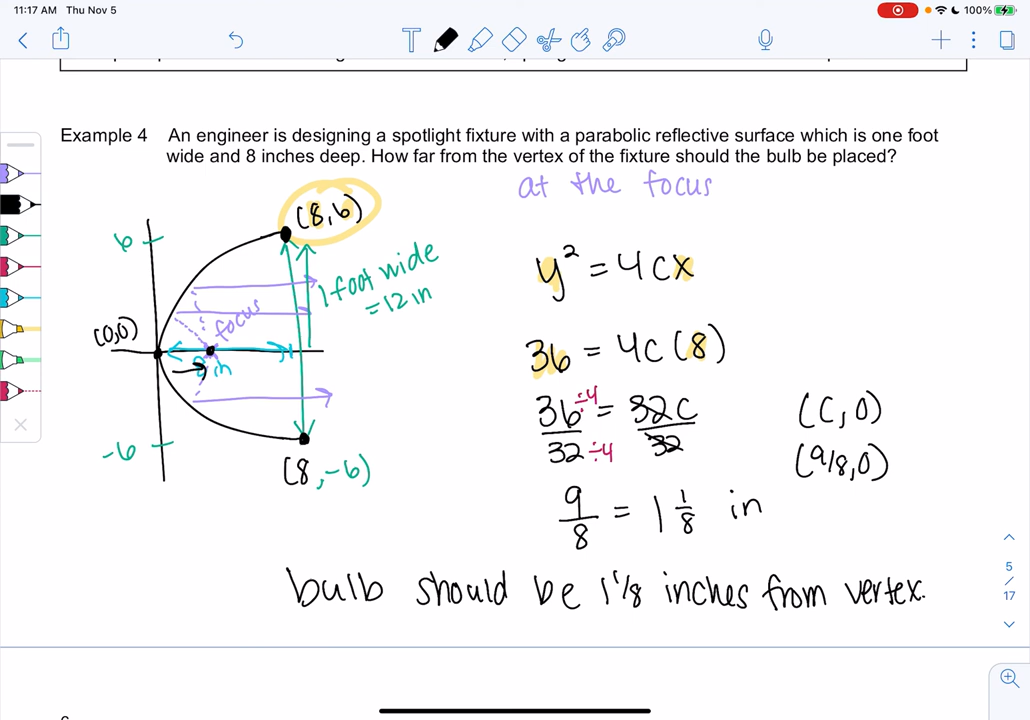 11:17 AM Thu Nov 5
100%
Example 4 An engineer is designing a spotlight fixture with a parabolic reflective surface which is one foot
wide and 8 inches deep. How far from the vertex of the fixture should the bulb be placed?
at the focus
(8,6)
6
1 foot wide
= 12 in
focus
(0,0)
8 in
-6
(8,-6)
y² = 4cx
36 = 4c(8)
36 ÷4 = 32c
32 ÷4 32
(c,0)
(9/8,0)
9/8 = 1 1/8 in
bulb should be 1 1/8 inches from vertex.
5
/
17